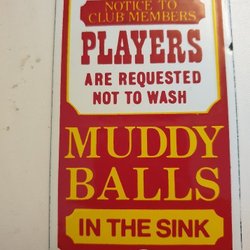 NOTICE TO
CLUB MEMBERS
PLAYERS
ARE REQUESTED
NOT TO WASH
MUDDY
BALLS
IN THE SINK